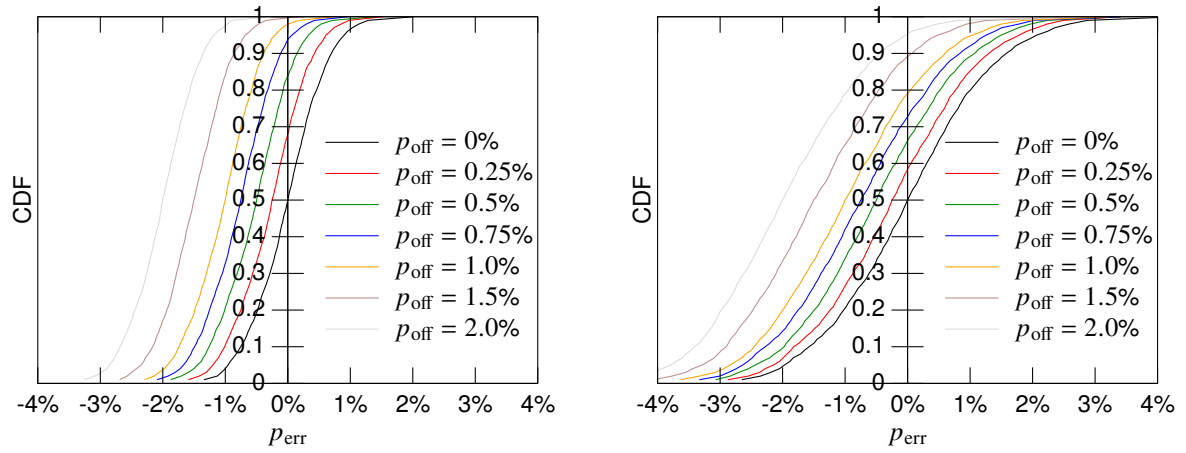 CDF
1
0.9
0.8
0.7
0.6
0.5
0.4
0.3
0.2
0.1
0
-4% -3% -2% -1% 0% 1% 2% 3% 4%
p_err
p_off = 0%
p_off = 0.25%
p_off = 0.5%
p_off = 0.75%
p_off = 1.0%
p_off = 1.5%
p_off = 2.0%
CDF
1
0.9
0.8
0.7
0.6
0.5
0.4
0.3
0.2
0.1
0
-4% -3% -2% -1% 0% 1% 2% 3% 4%
p_err
p_off = 0%
p_off = 0.25%
p_off = 0.5%
p_off = 0.75%
p_off = 1.0%
p_off = 1.5%
p_off = 2.0%